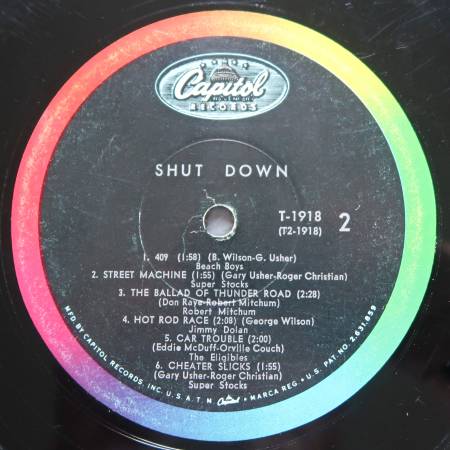 Capitol
RECORDS
SHUT DOWN
T-1918
(T2-1918)
2
1. 409 (1:58) (B. Wilson-G. Usher)
Beach Boys
2. STREET MACHINE (1:55) (Gary Usher-Roger Christian)
Super Stocks
3. THE BALLAD OF THUNDER ROAD (2:28)
(Don Raye-Robert Mitchum)
Robert Mitchum
4. HOT ROD RACE (2:08) (George Wilson)
Jimmy Dolan
5. CAR TROUBLE (2:00)
(Eddie McDuff-Orville Couch)
The Eligibles
6. CHEATER SLICKS (1:55)
(Gary Usher-Roger Christian)
Super Stocks
MFD. BY CAPITOL RECORDS, INC. U.S.A. T.M. Capitol MARCA REG. • U.S. PAT. NO. 2,631,859